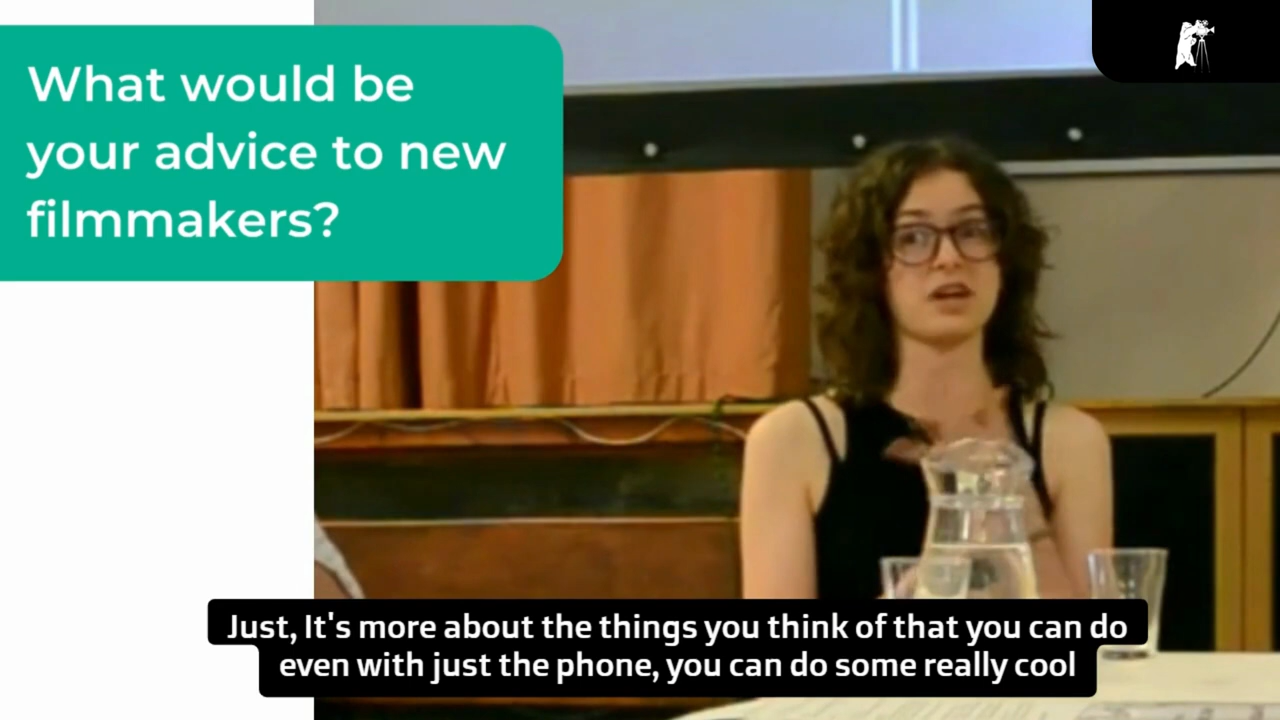 What would be
your advice to new
filmmakers?
Just, It's more about the things you think of that you can do
even with just the phone, you can do some really cool